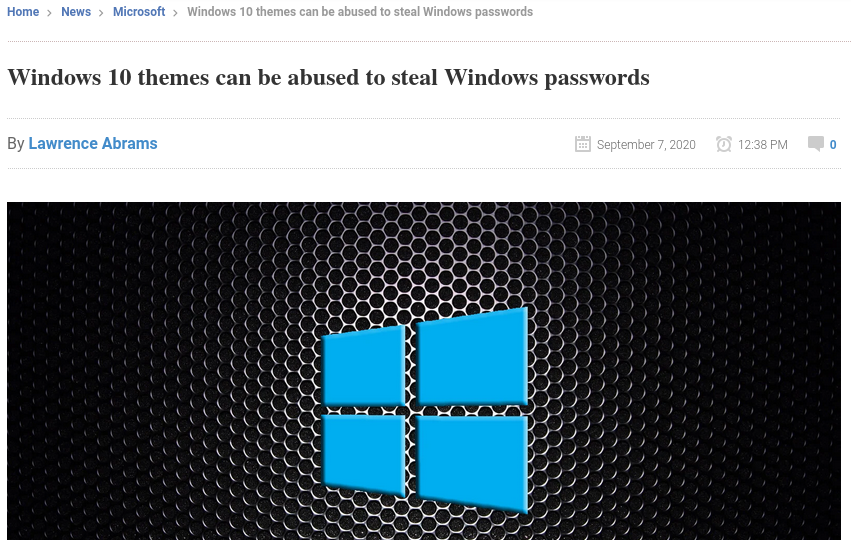 Home > News > Microsoft > Windows 10 themes can be abused to steal Windows passwords
Windows 10 themes can be abused to steal Windows passwords
By Lawrence Abrams September 7, 2020 12:38 PM 0